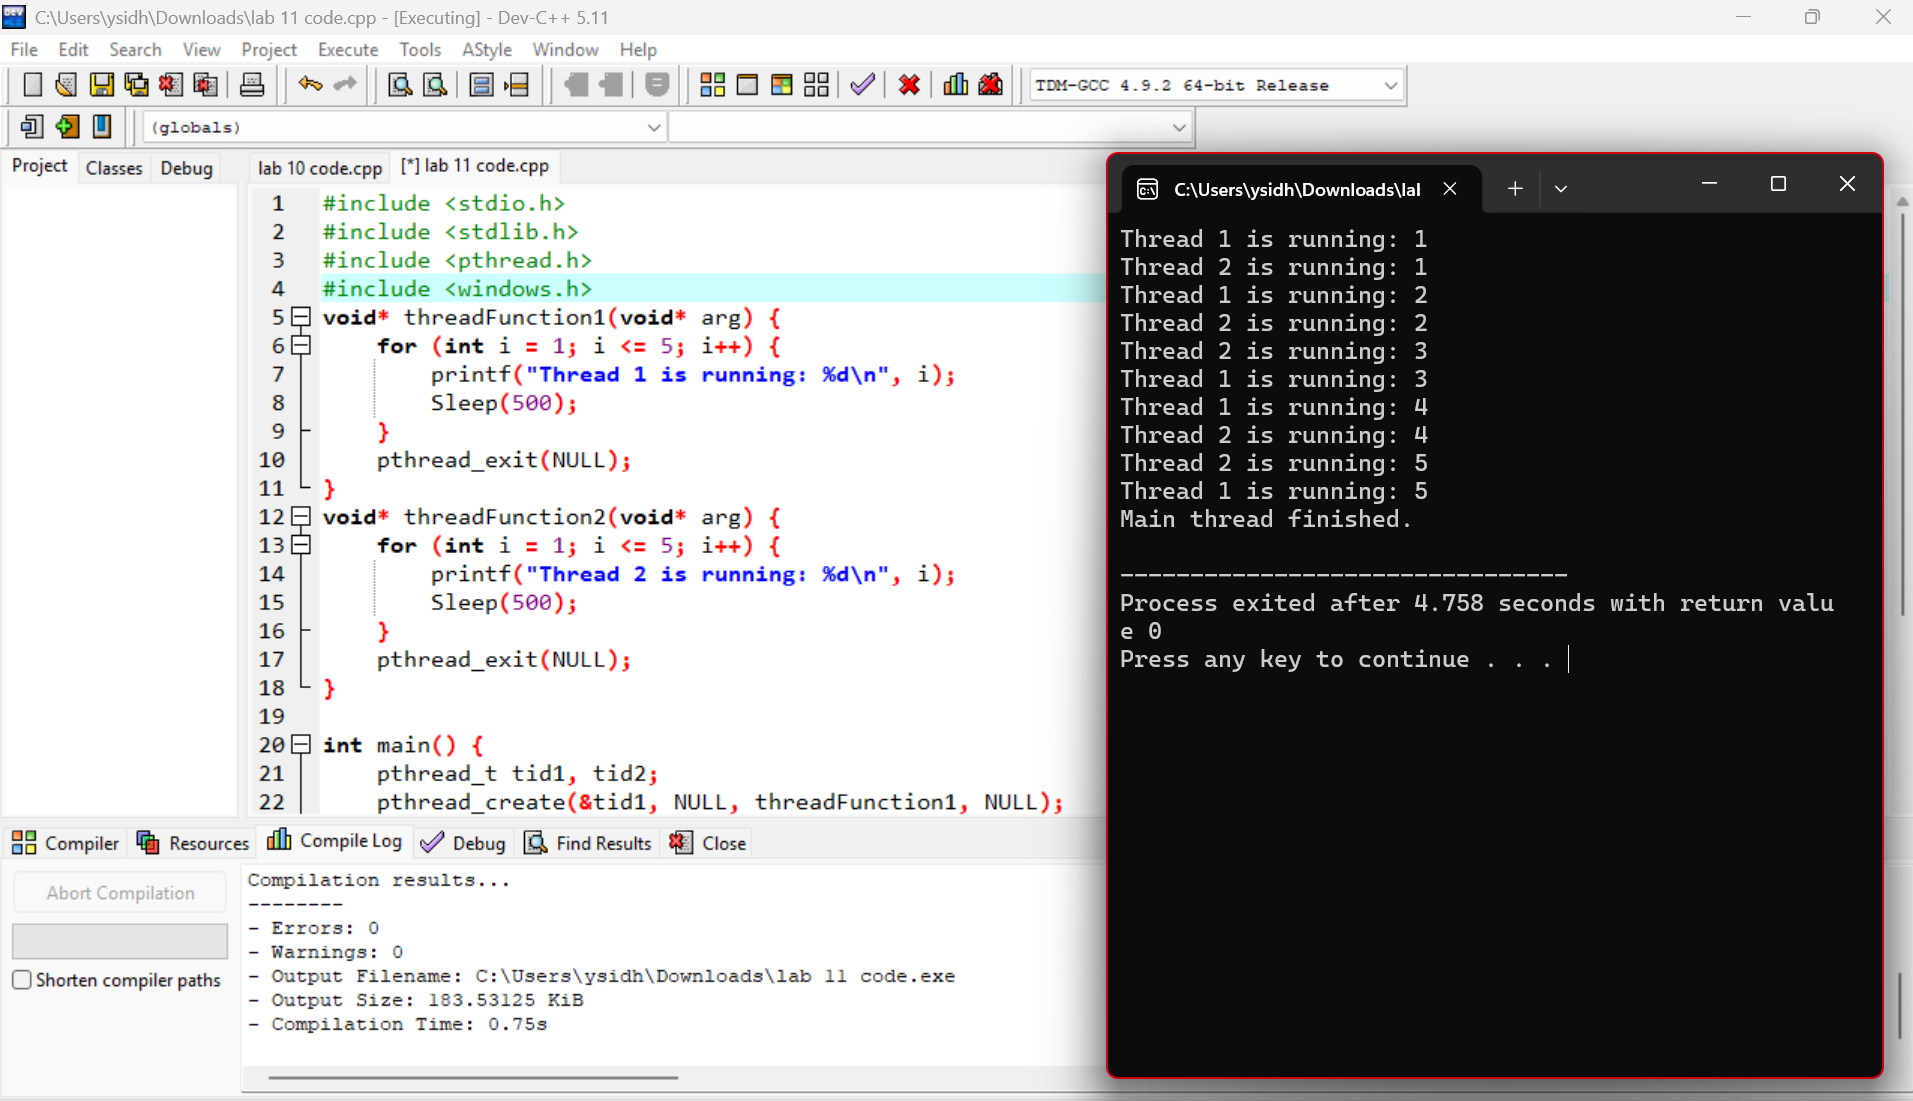 C:\Users\ysidh\Downloads\lab 11 code.cpp - [Executing] - Dev-C++ 5.11
File Edit Search View Project Execute Tools AStyle Window Help
TDM-GCC 4.9.2 64-bit Release
(globals)
Project Classes Debug
lab 10 code.cpp [*] lab 11 code.cpp
1 #include <stdio.h>
2 #include <stdlib.h>
3 #include <pthread.h>
4 #include <windows.h>
5 void* threadFunction1(void* arg) {
6 for (int i = 1; i <= 5; i++) {
7 printf("Thread 1 is running: %d\n", i);
8 Sleep(500);
9 }
10 pthread_exit(NULL);
11 }
12 void* threadFunction2(void* arg) {
13 for (int i = 1; i <= 5; i++) {
14 printf("Thread 2 is running: %d\n", i);
15 Sleep(500);
16 }
17 pthread_exit(NULL);
18 }
19
20 int main() {
21 pthread_t tid1, tid2;
22 pthread_create(&tid1, NULL, threadFunction1, NULL);
C:\Users\ysidh\Downloads\lal
Thread 1 is running: 1
Thread 2 is running: 1
Thread 1 is running: 2
Thread 2 is running: 2
Thread 2 is running: 3
Thread 1 is running: 3
Thread 1 is running: 4
Thread 2 is running: 4
Thread 2 is running: 5
Thread 1 is running: 5
Main thread finished.
--------------------------------
Process exited after 4.758 seconds with return valu
e 0
Press any key to continue . . .
Compiler Resources Compile Log Debug Find Results Close
Abort Compilation
Shorten compiler paths
Compilation results...
--------
- Errors: 0
- Warnings: 0
- Output Filename: C:\Users\ysidh\Downloads\lab 11 code.exe
- Output Size: 183.53125 KiB
- Compilation Time: 0.75s